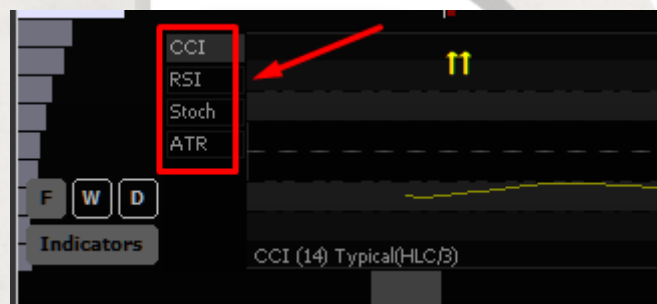 CCI
RSI
Stoch
ATR
F W D
Indicators
CCI (14) Typical(HLC/3)